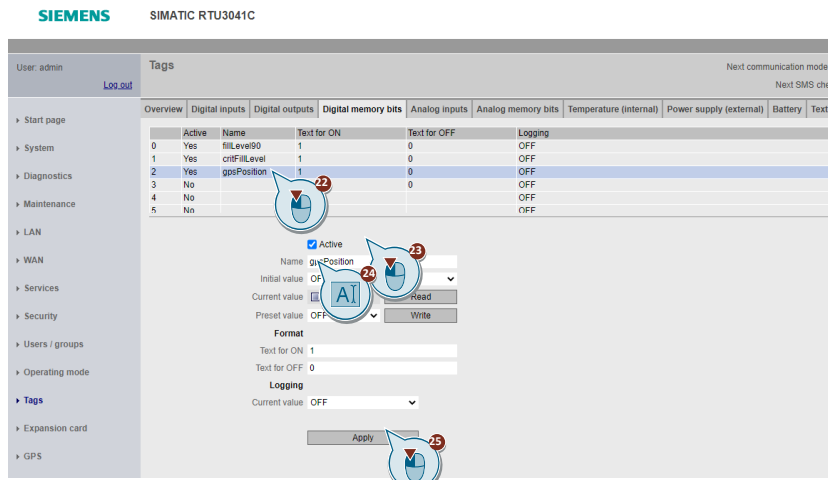 SIEMENS SIMATIC RTU3041C
User: admin
Log out
Tags
Next communication mode
Next SMS che
Start page
System
Diagnostics
Maintenance
LAN
WAN
Services
Security
Users / groups
Operating mode
Tags
Expansion card
GPS
Overview Digital inputs Digital outputs Digital memory bits Analog inputs Analog memory bits Temperature (internal) Power supply (external) Battery Text
Active Name Text for ON Text for OFF Logging
0 Yes fillLevel90 1 0 OFF
1 Yes critFillLevel 1 0 OFF
2 Yes gpsPosition 1 0 OFF
3 No 0 OFF
4 No OFF
5 No OFF
22
Active
23
Name gpsPosition
24
Initial value OF
Current value Read
AI
Preset value OFF Write
Format
Text for ON 1
Text for OFF 0
Logging
Current value OFF
Apply
25